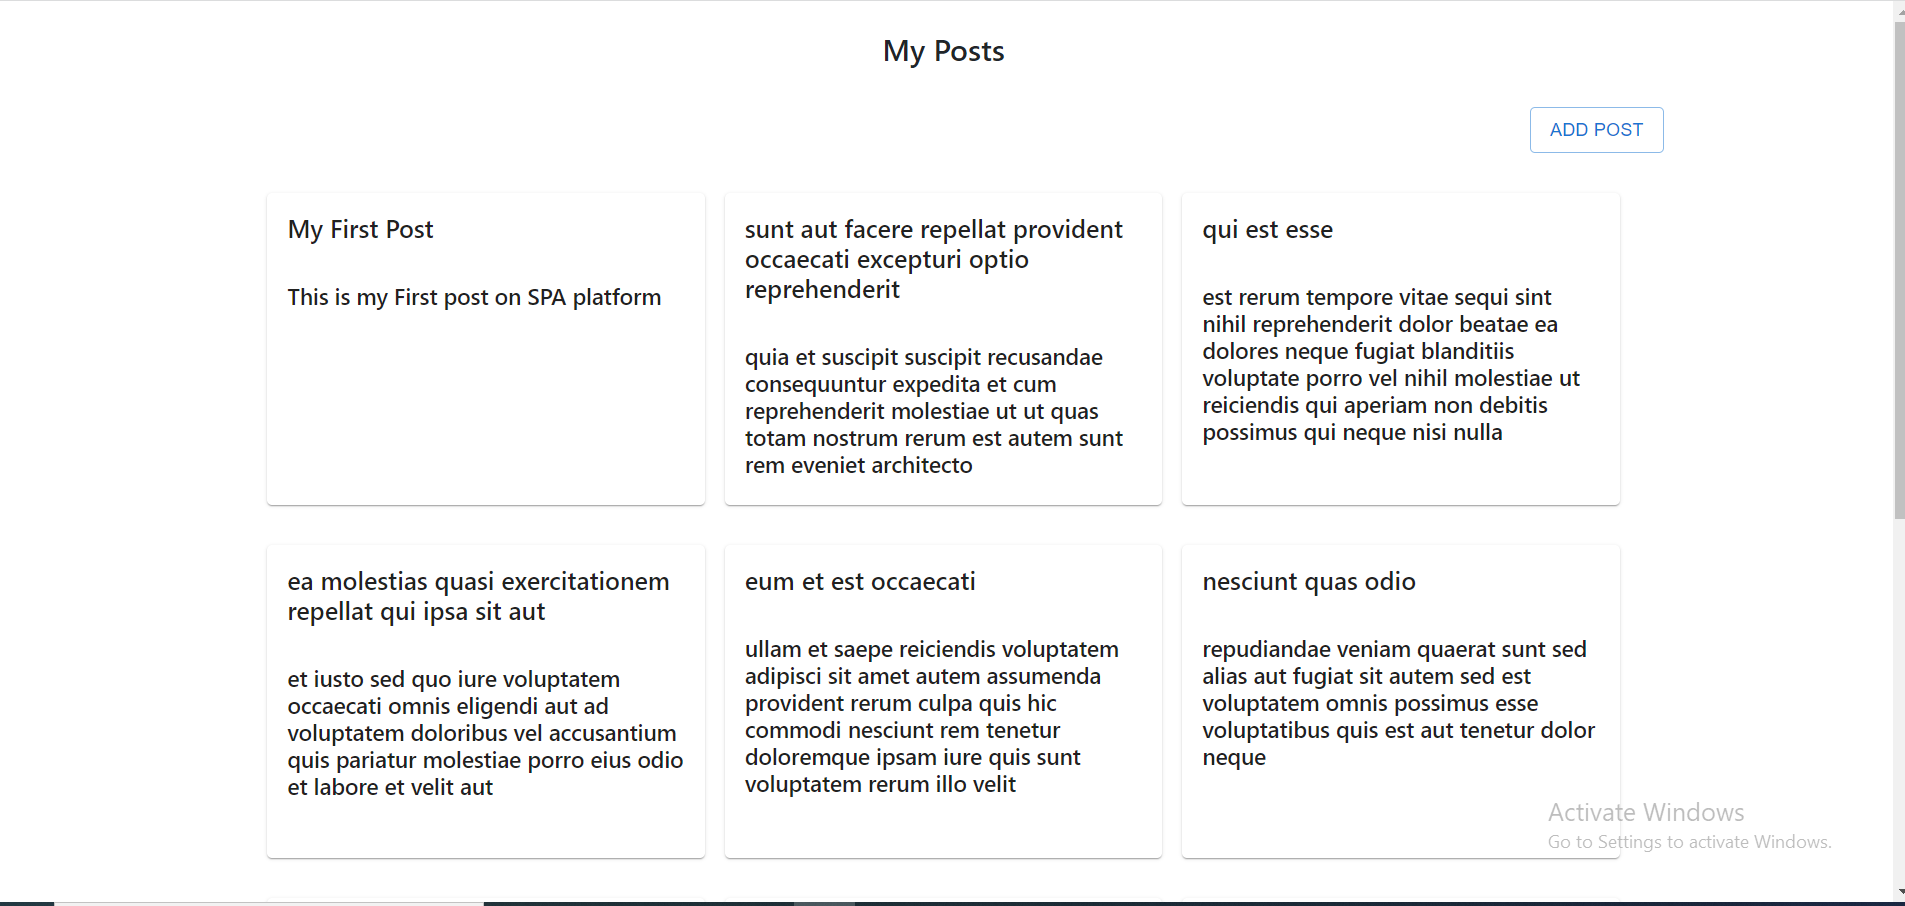 My Posts
ADD POST
My First Post
This is my First post on SPA platform
sunt aut facere repellat provident
occaecati excepturi optio
reprehenderit
quia et suscipit suscipit recusandae
consequuntur expedita et cum
reprehenderit molestiae ut ut quas
totam nostrum rerum est autem sunt
rem eveniet architecto
qui est esse
est rerum tempore vitae sequi sint
nihil reprehenderit dolor beatae ea
dolores neque fugiat blanditiis
voluptate porro vel nihil molestiae ut
reiciendis qui aperiam non debitis
possimus qui neque nisi nulla
ea molestias quasi exercitationem
repellat qui ipsa sit aut
et iusto sed quo iure voluptatem
occaecati omnis eligendi aut ad
voluptatem doloribus vel accusantium
quis pariatur molestiae porro eius odio
et labore et velit aut
eum et est occaecati
ullam et saepe reiciendis voluptatem
adipisci sit amet autem assumenda
provident rerum culpa quis hic
commodi nesciunt rem tenetur
doloremque ipsam iure quis sunt
voluptatem rerum illo velit
nesciunt quas odio
repudiandae veniam quaerat sunt sed
alias aut fugiat sit autem sed est
voluptatem omnis possimus esse
voluptatibus quis est aut tenetur dolor
neque
Activate Windows
Go to Settings to activate Windows.